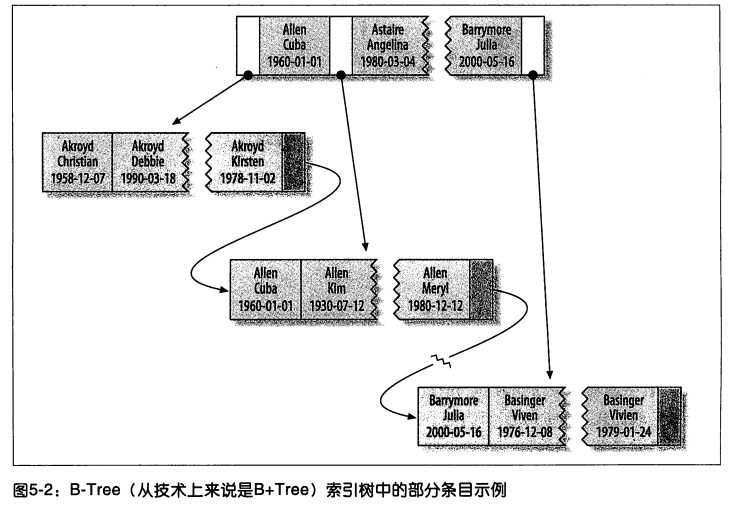 Allen
Cuba
1960-01-01
Astaire
Angelina
1980-03-04
Barrymore
Julia
2000-05-16
Akroyd
Christian
1958-12-07
Akroyd
Debbie
1990-03-18
Akroyd
Kirsten
1978-11-02
Allen
Cuba
1960-01-01
Allen
Kim
1930-07-12
Allen
Meryl
1980-12-12
Barrymore
Julia
2000-05-16
Basinger
Viven
1976-12-08
Basinger
Vivien
1979-01-24
图5-2：B-Tree（从技术上来说是B+Tree）索引树中的部分条目示例